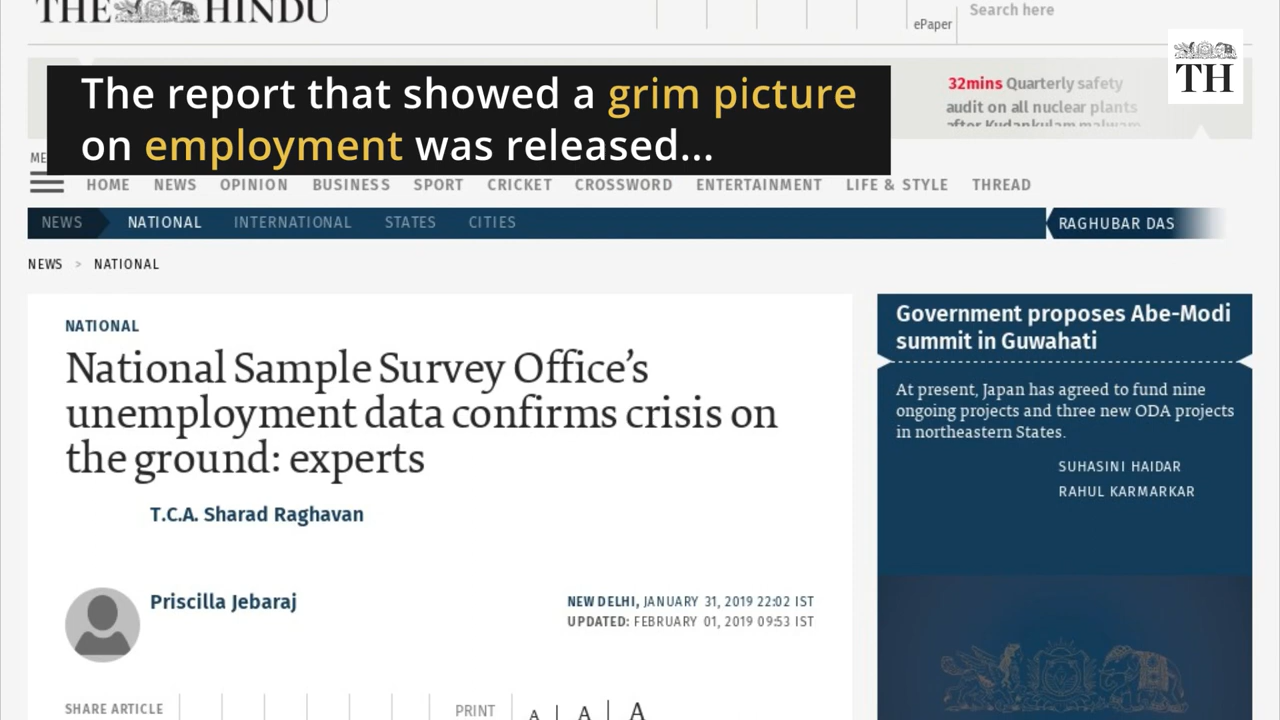 THE HINDU
ePaper
Search here
TH
The report that showed a grim picture
on employment was released...
32mins Quarterly safety
audit on all nuclear plants
after Kudankulam malware
ME
HOME NEWS OPINION BUSINESS SPORT CRICKET CROSSWORD ENTERTAINMENT LIFE & STYLE THREAD
NEWS NATIONAL INTERNATIONAL STATES CITIES RAGHUBAR DAS
NEWS > NATIONAL
NATIONAL
National Sample Survey Office’s
unemployment data confirms crisis on
the ground: experts
T.C.A. Sharad Raghavan
Priscilla Jebaraj
NEW DELHI, JANUARY 31, 2019 22:02 IST
UPDATED: FEBRUARY 01, 2019 09:53 IST
SHARE ARTICLE PRINT A | A | A
Government proposes Abe-Modi
summit in Guwahati
At present, Japan has agreed to fund nine
ongoing projects and three new ODA projects
in northeastern States.
SUHASINI HAIDAR
RAHUL KARMARKAR